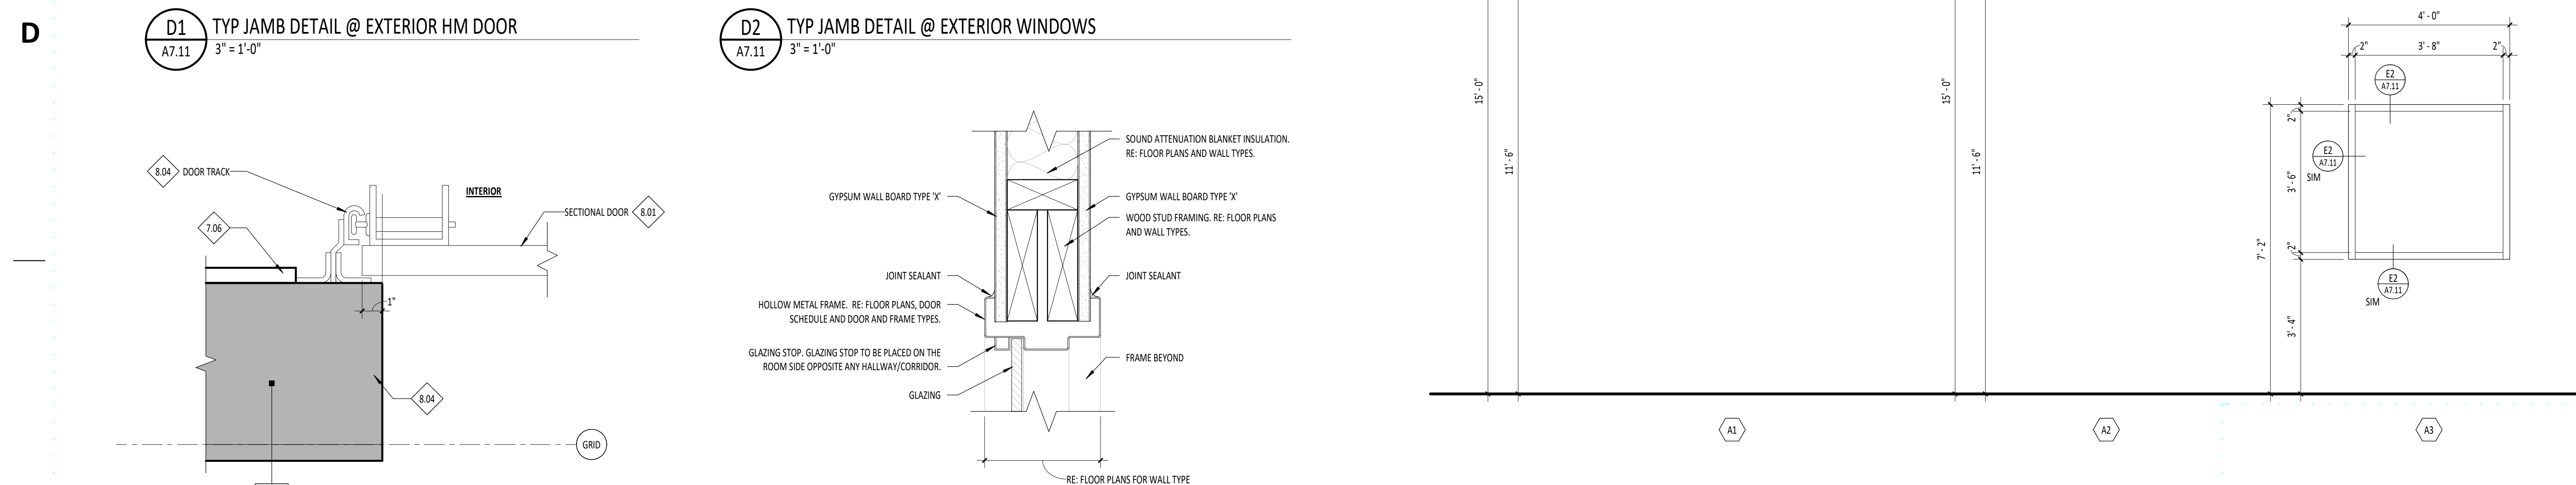 D
D1
A7.11
TYP JAMB DETAIL @ EXTERIOR HM DOOR
3" = 1'-0"
D2
A7.11
TYP JAMB DETAIL @ EXTERIOR WINDOWS
3" = 1'-0"
8.04
DOOR TRACK
INTERIOR
SECTIONAL DOOR
8.01
7.06
1"
8.04
GRID
SOUND ATTENUATION BLANKET INSULATION.
RE: FLOOR PLANS AND WALL TYPES.
GYPSUM WALL BOARD TYPE 'X'
GYPSUM WALL BOARD TYPE 'X'
WOOD STUD FRAMING. RE: FLOOR PLANS
AND WALL TYPES.
JOINT SEALANT
JOINT SEALANT
HOLLOW METAL FRAME.  RE: FLOOR PLANS, DOOR
SCHEDULE AND DOOR AND FRAME TYPES.
GLAZING STOP. GLAZING STOP TO BE PLACED ON THE
ROOM SIDE OPPOSITE ANY HALLWAY/CORRIDOR.
FRAME BEYOND
GLAZING
RE: FLOOR PLANS FOR WALL TYPE
15' - 0"
11' - 6"
A1
15' - 0"
11' - 6"
A2
4' - 0"
2"
3' - 8"
2"
E2
A7.11
2"
E2
A7.11
SIM
3' - 6"
2"
7' - 2"
E2
A7.11
SIM
3' - 4"
A3